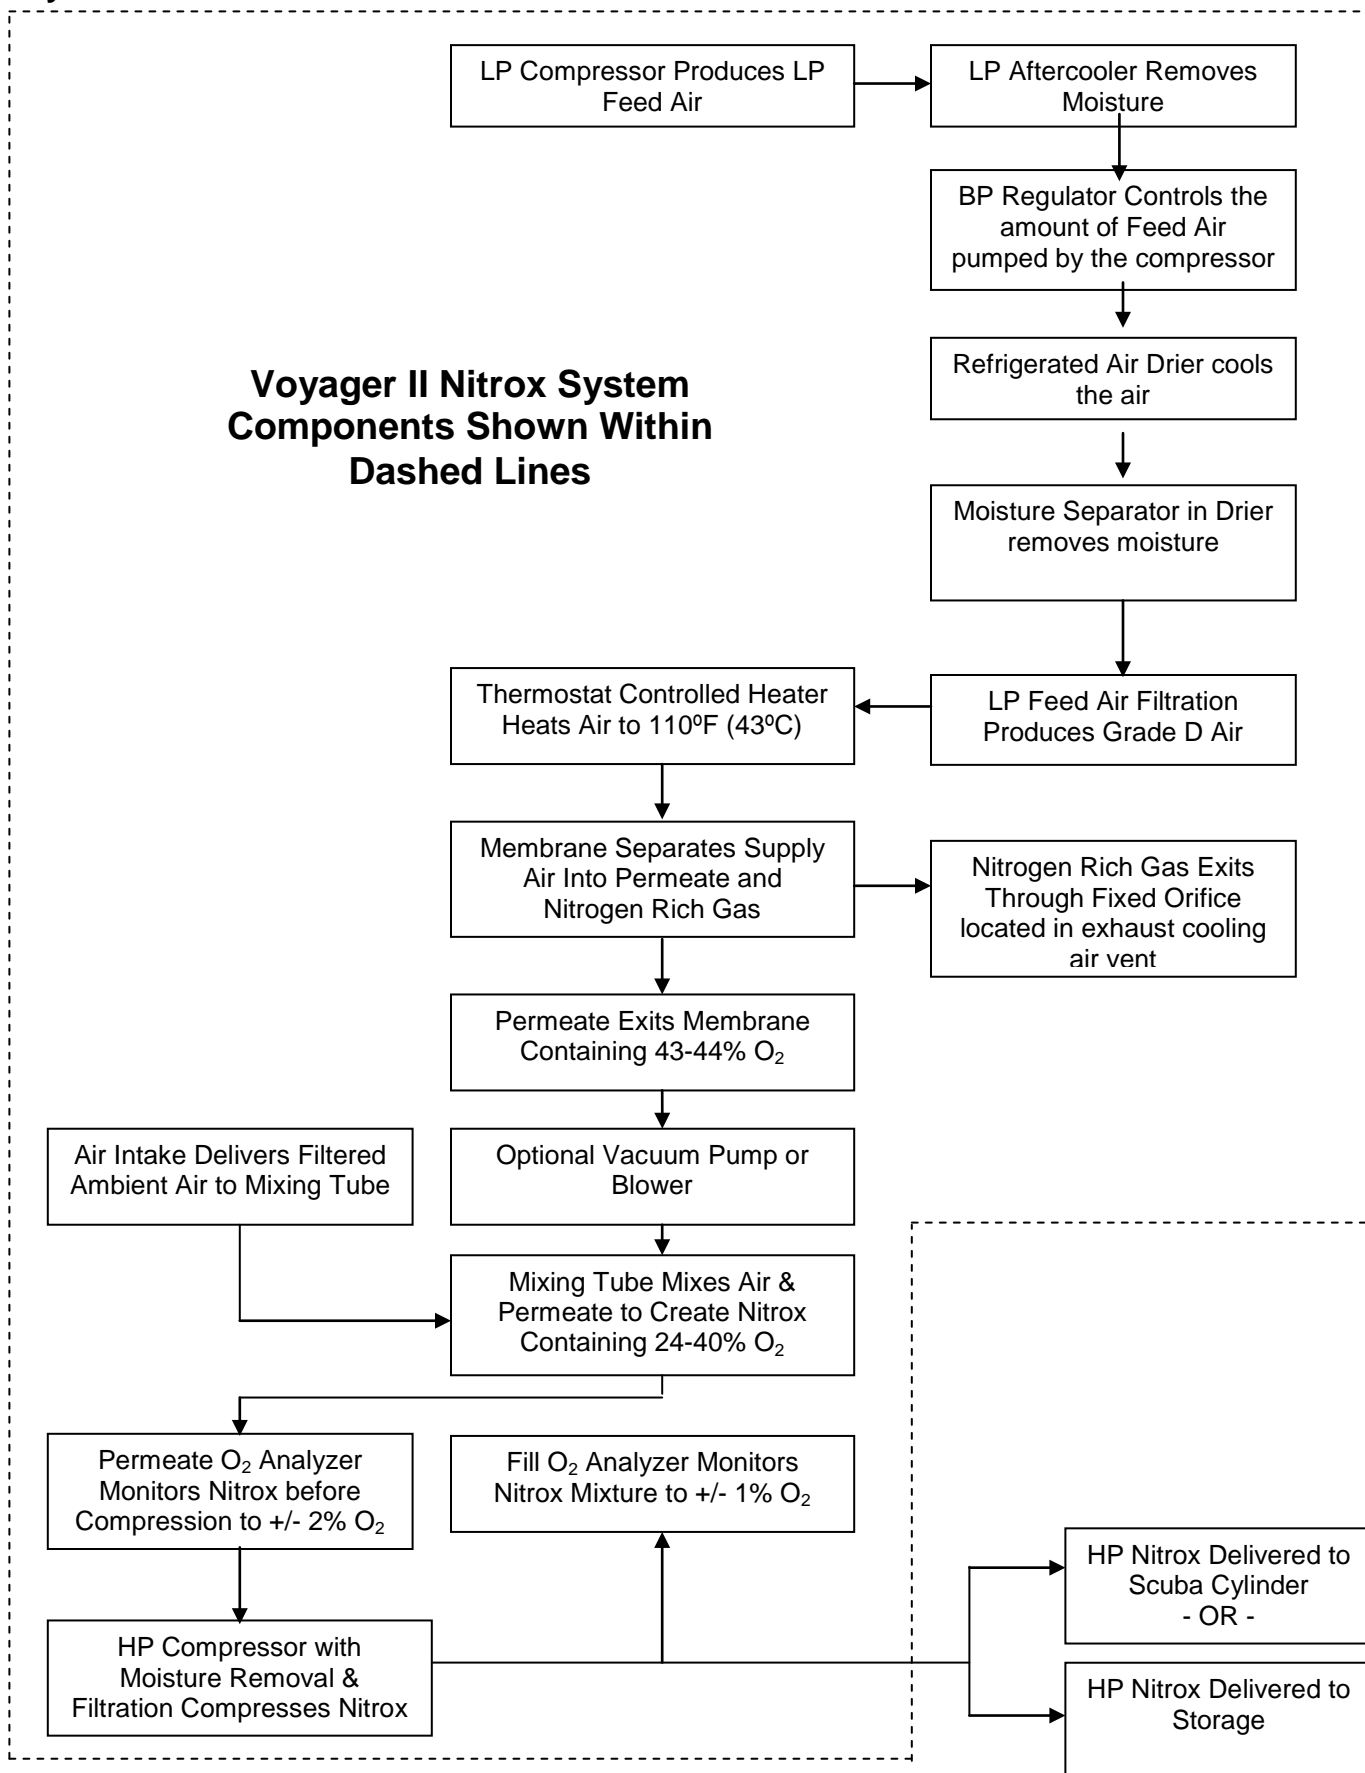 LP Compressor Produces LP
Feed Air
LP Aftercooler Removes
Moisture
BP Regulator Controls the
amount of Feed Air
pumped by the compressor
Refrigerated Air Drier cools
the air
Voyager II Nitrox System
Components Shown Within
Dashed Lines
Moisture Separator in Drier
removes moisture
Thermostat Controlled Heater
Heats Air to 110ºF (43ºC)
LP Feed Air Filtration
Produces Grade D Air
Membrane Separates Supply
Air Into Permeate and
Nitrogen Rich Gas
Nitrogen Rich Gas Exits
Through Fixed Orifice
located in exhaust cooling
air vent
Permeate Exits Membrane
Containing 43-44% O₂
Air Intake Delivers Filtered
Ambient Air to Mixing Tube
Optional Vacuum Pump or
Blower
Mixing Tube Mixes Air &
Permeate to Create Nitrox
Containing 24-40% O₂
Permeate O₂ Analyzer
Monitors Nitrox before
Compression to +/- 2% O₂
Fill O₂ Analyzer Monitors
Nitrox Mixture to +/- 1% O₂
HP Nitrox Delivered to
Scuba Cylinder
- OR -
HP Compressor with
Moisture Removal &
Filtration Compresses Nitrox
HP Nitrox Delivered to
Storage